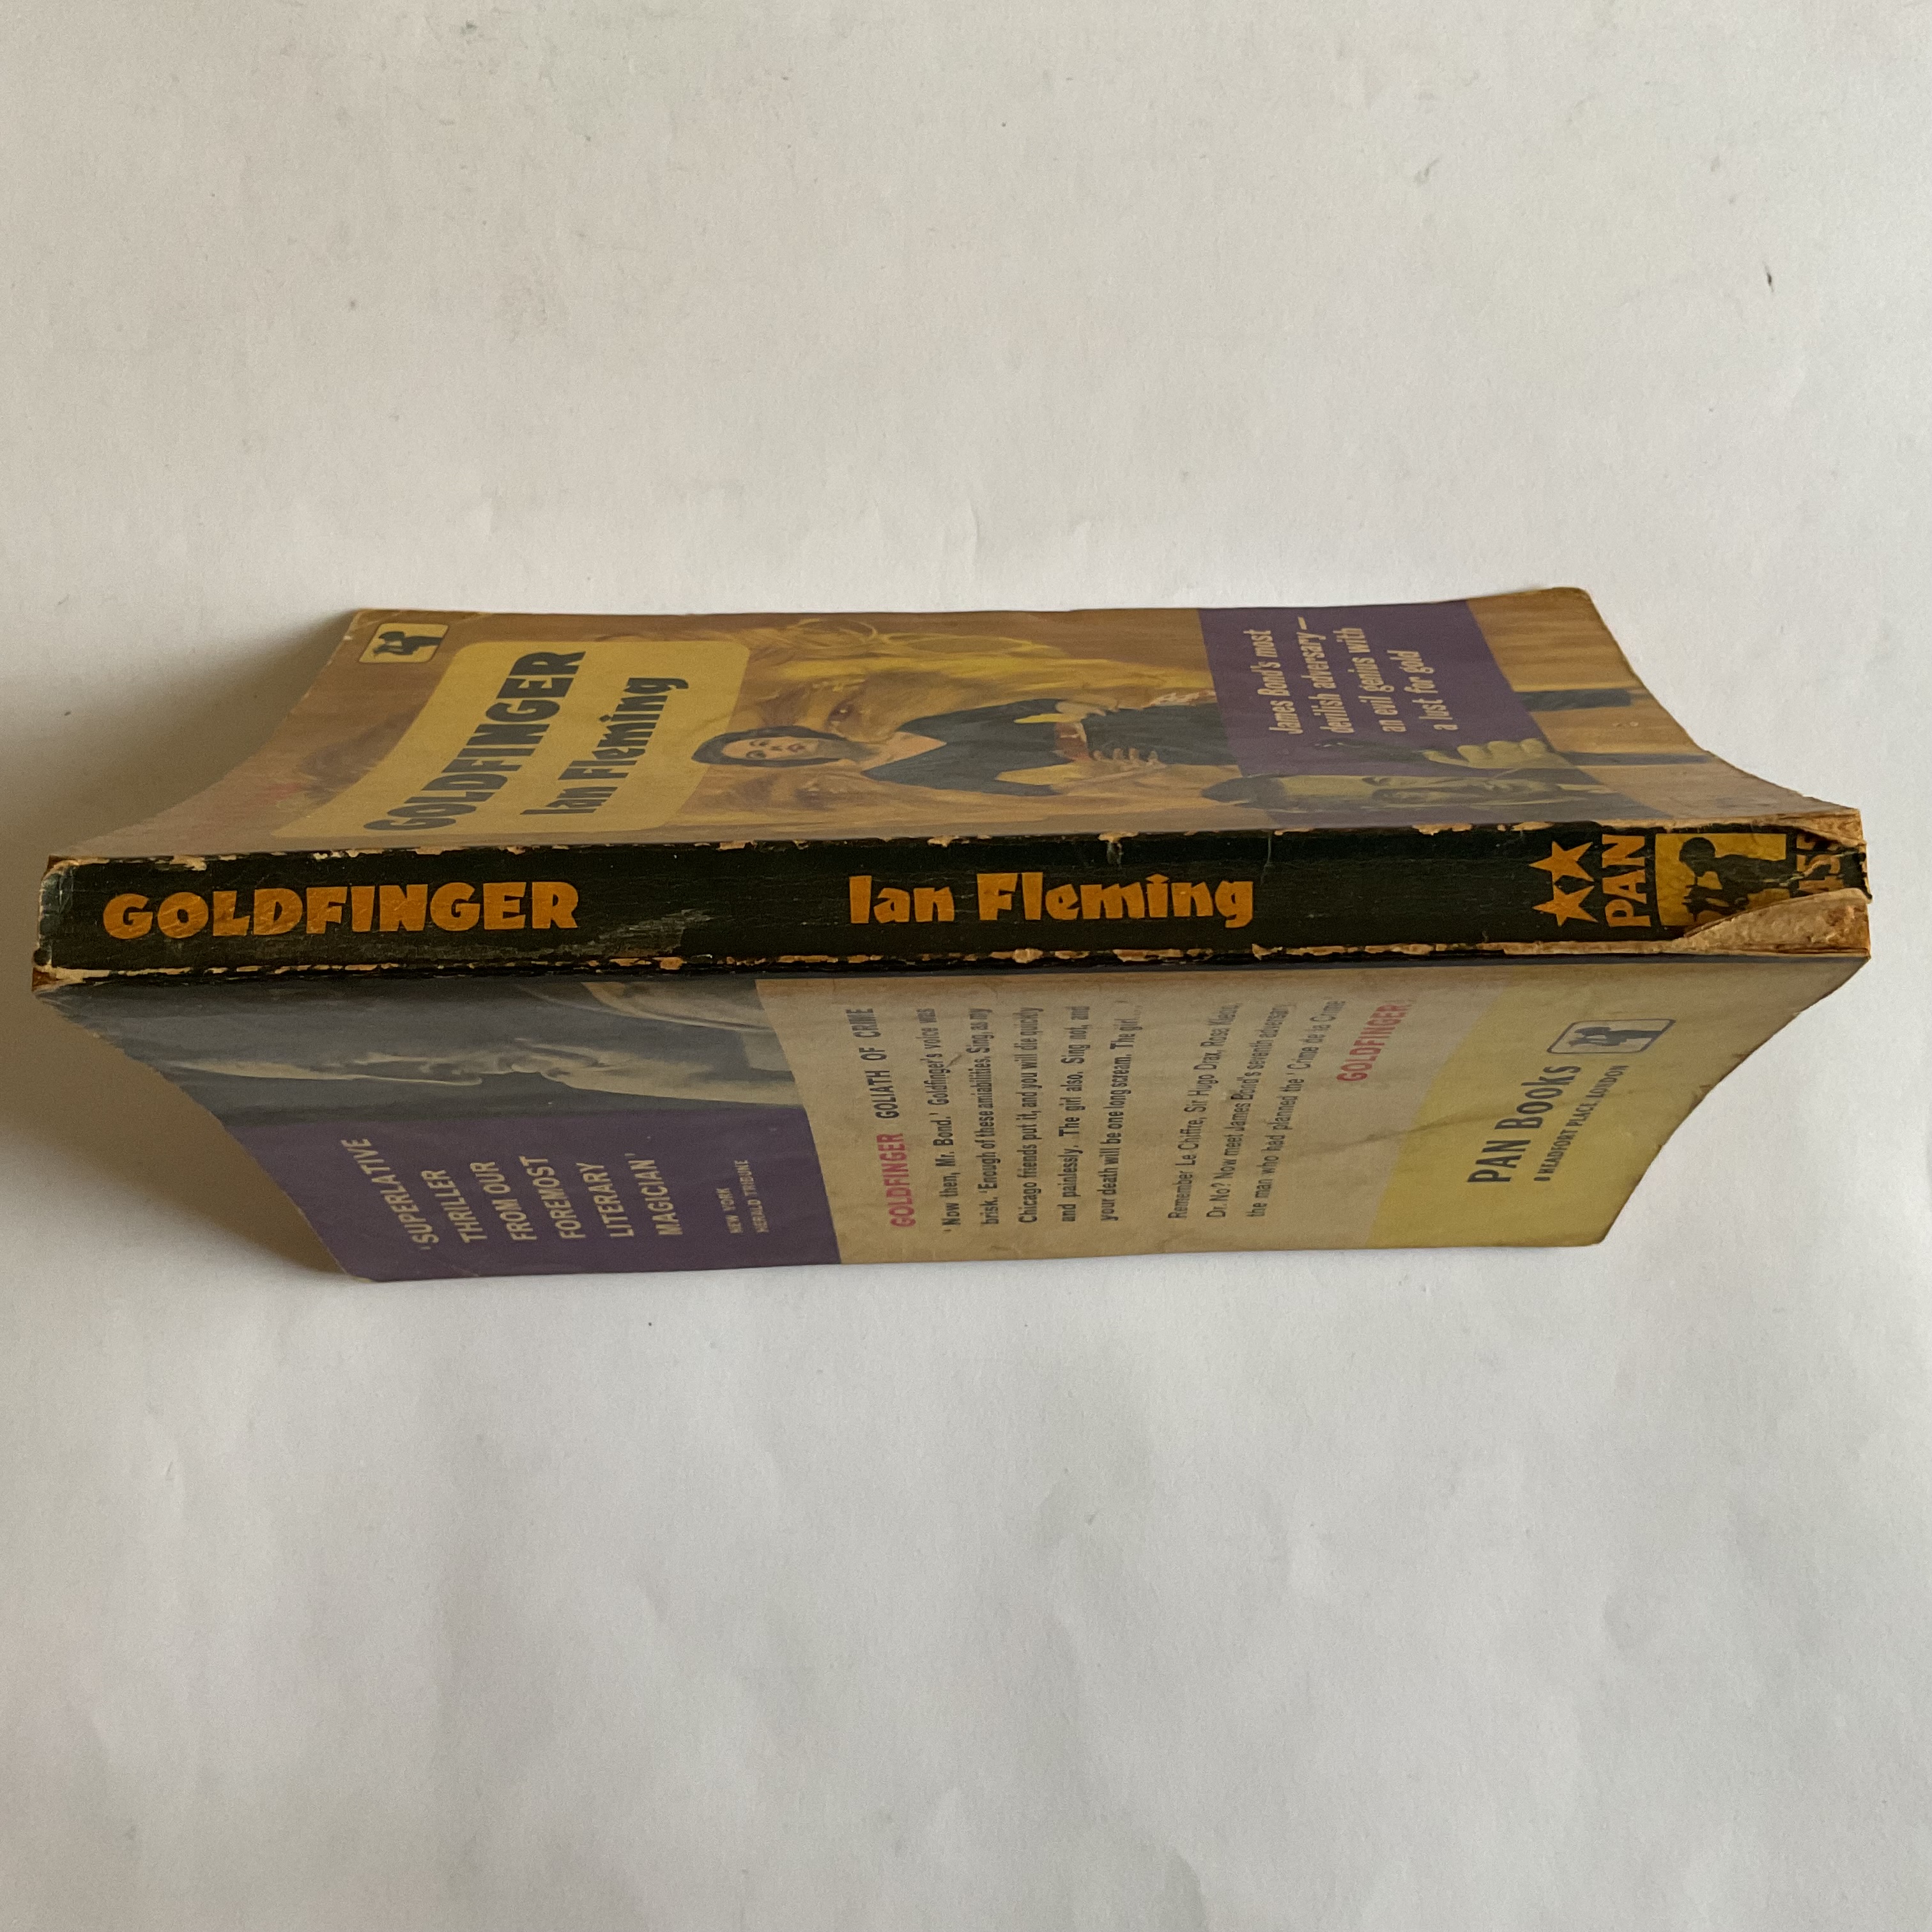 GOLDFINGER
Ian Fleming
James Bond's most
devilish adversary —
an evil genius with
a lust for gold
GOLDFINGER
Ian Fleming
PAN
'SUPERLATIVE
THRILLER
FROM OUR
FOREMOST
LITERARY
MAGICIAN'
NEW YORK
HERALD TRIBUNE
GOLDFINGER GOLIATH OF CRIME
'Now then, Mr. Bond.' Goldfinger's voice was
brisk. 'Enough of these amiabilities. Sing, as my
Chicago friends put it, and you will die quickly
and painlessly. The girl also. Sing not, and
your death will be one long scream. The girl...'
Remember Le Chiffre, Sir Hugo Drax, Rosa Klebb,
Dr. No? Now meet James Bond's seventh adversary
the man who had planned the 'Crime de la Crime
GOLDFINGER!
PAN Books
8 HEADFORT PLACE, LONDON